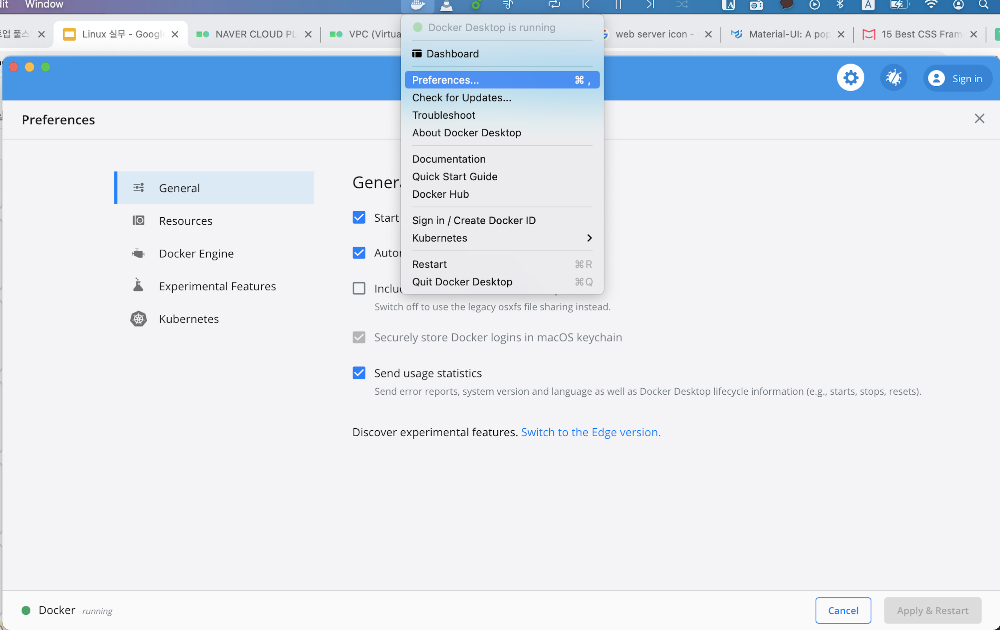 dit Window
트업 풀스
Linux 실무 - Google
NAVER CLOUD PL
VPC (Virtua
web server icon -
Material-UI: A pop
15 Best CSS Fram
Docker Desktop is running
Dashboard
Preferences... ⌘ ,
Check for Updates...
Troubleshoot
About Docker Desktop
Documentation
Quick Start Guide
Docker Hub
Sign in / Create Docker ID
Kubernetes
Restart ⌘R
Quit Docker Desktop ⌘Q
Sign in
Preferences
General
Resources
Docker Engine
Experimental Features
Kubernetes
Genera
Start
Auto
Inclu
Switch off to use the legacy osxfs file sharing instead.
Securely store Docker logins in macOS keychain
Send usage statistics
Send error reports, system version and language as well as Docker Desktop lifecycle information (e.g., starts, stops, resets).
Discover experimental features. Switch to the Edge version.
Docker running
Cancel
Apply & Restart